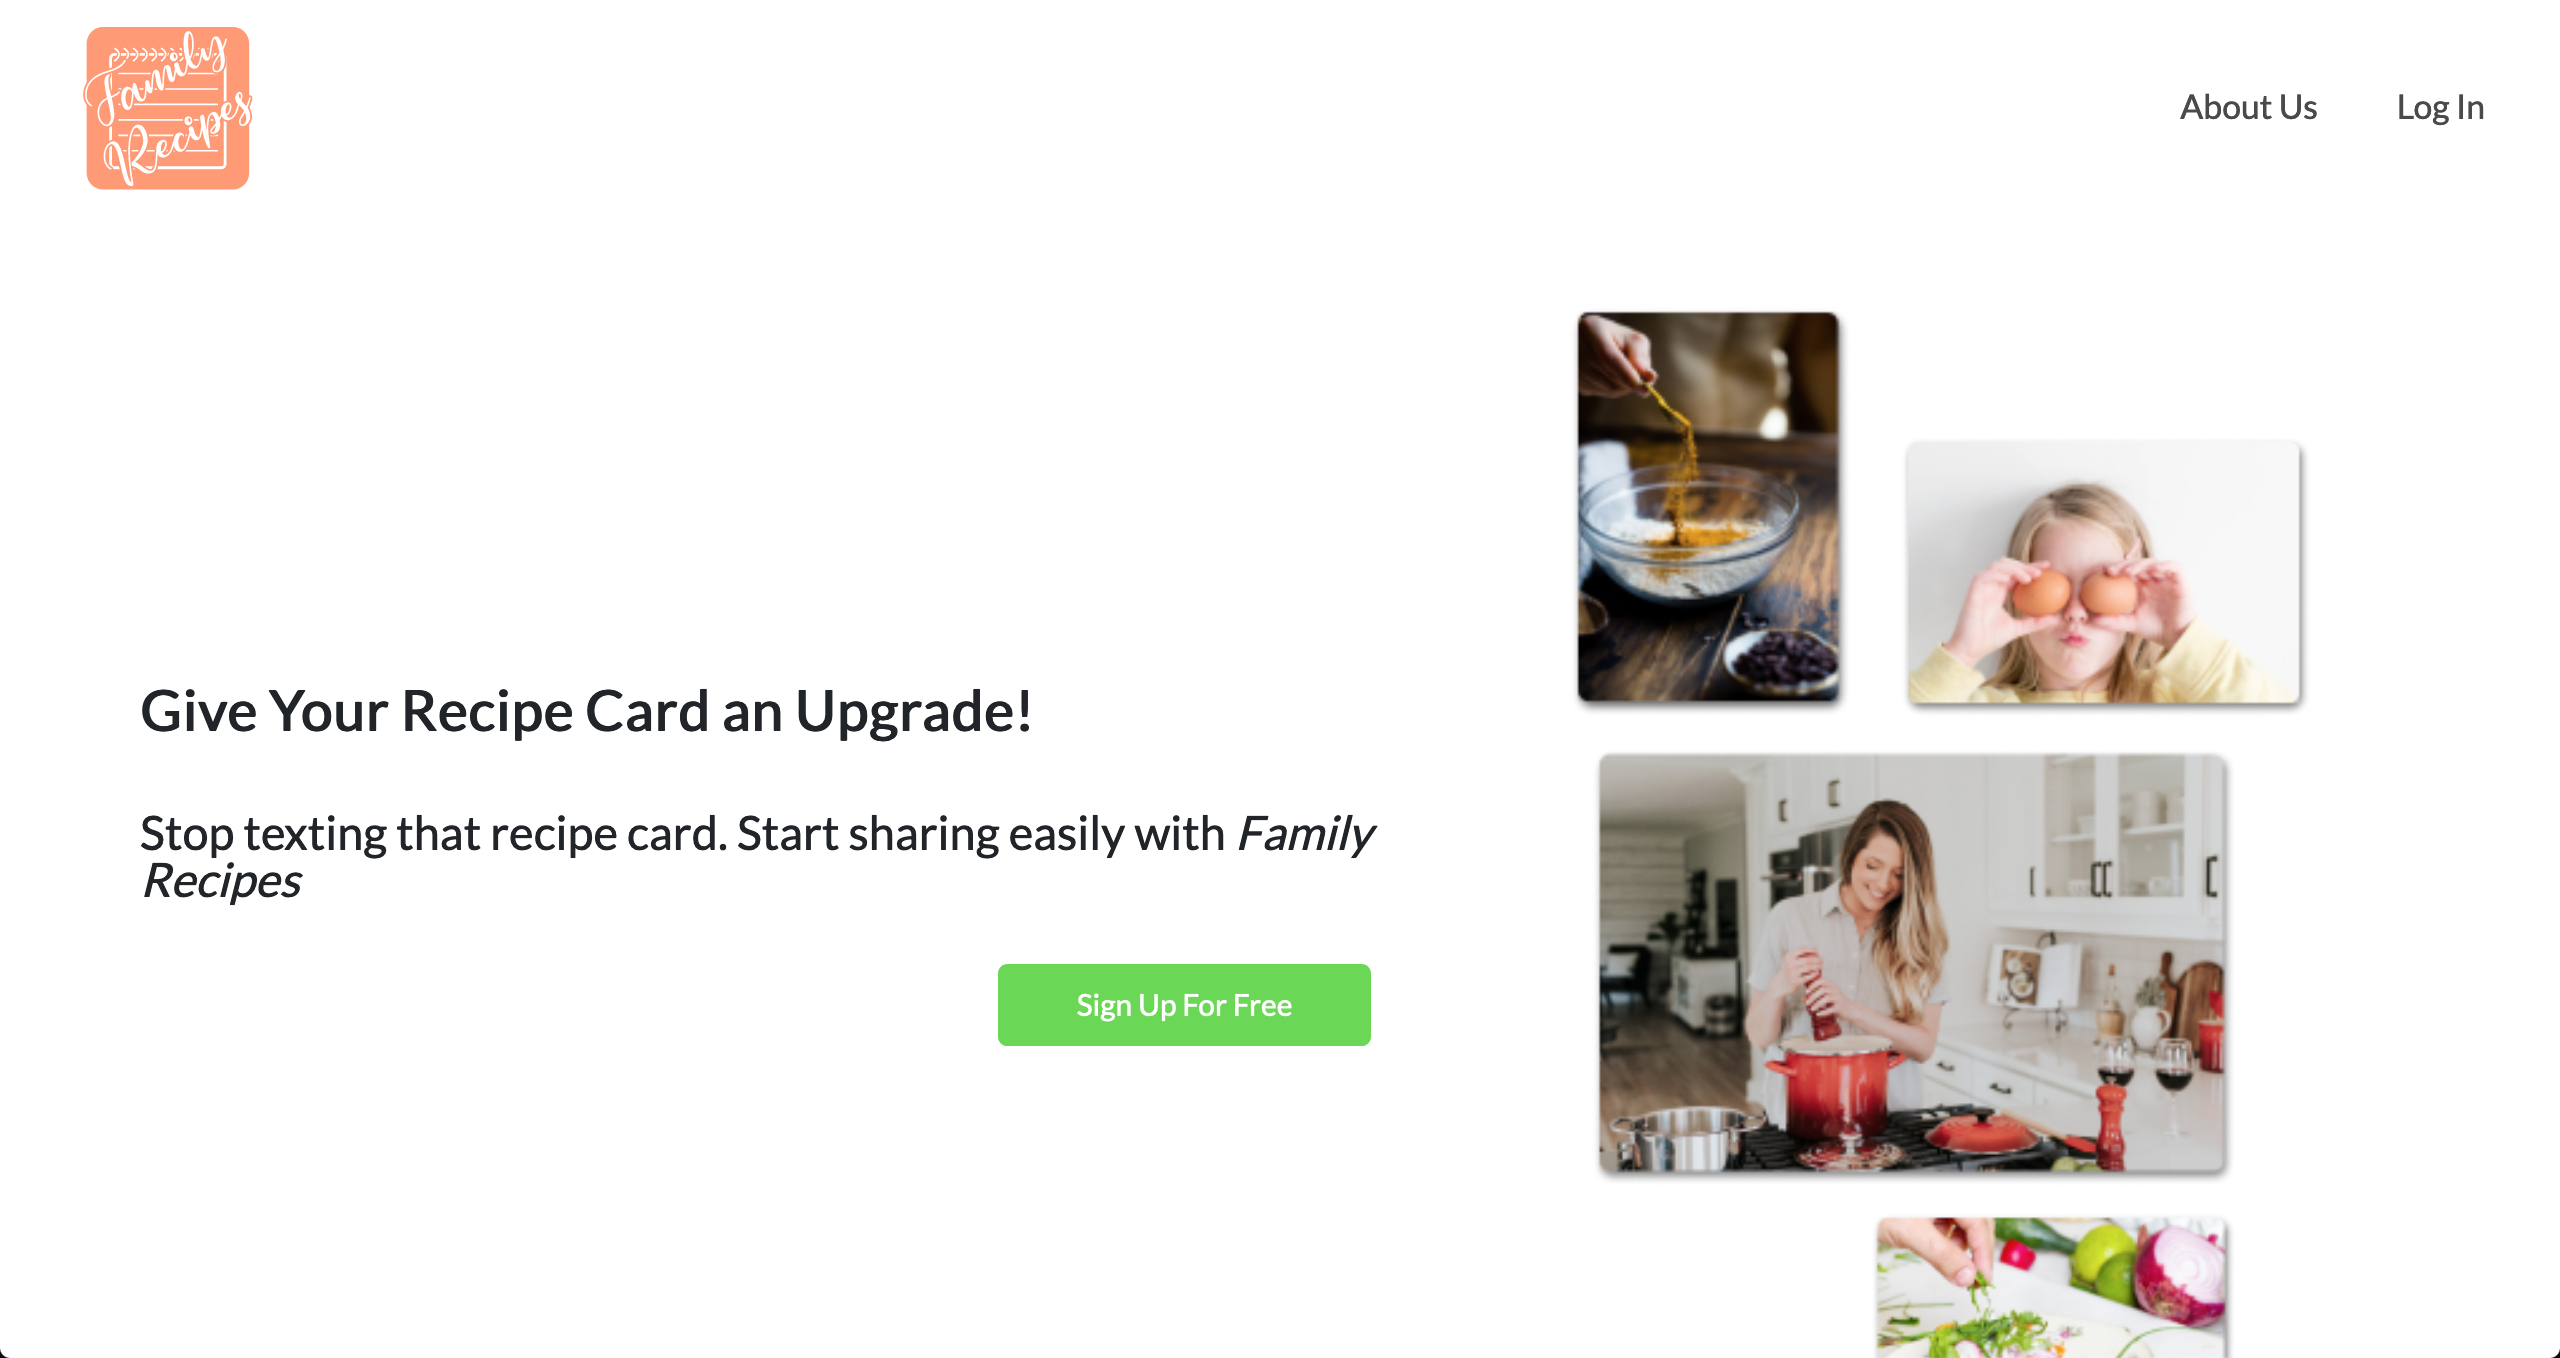 Family
Recipes
About Us
Log In
Give Your Recipe Card an Upgrade!
Stop texting that recipe card. Start sharing easily with Family
Recipes
Sign Up For Free